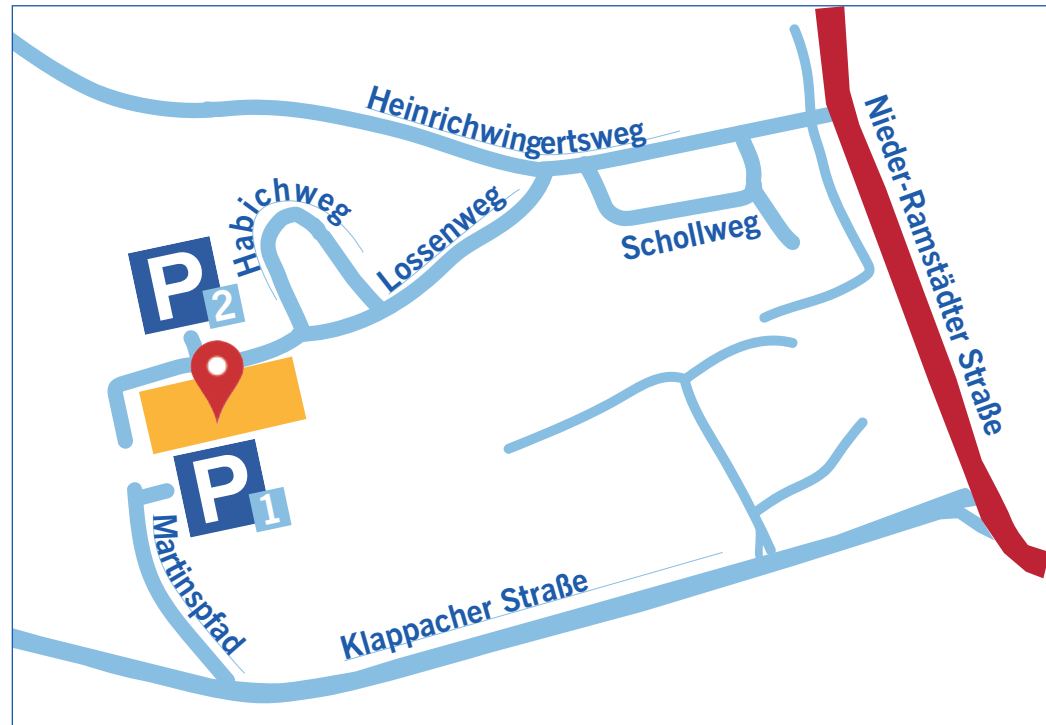 Heinrichwingertsweg
Nieder-Ramstädter Straße
Habichweg
Lossenweg
Schollweg
P
2
P
1
Martinspfad
Klappacher Straße